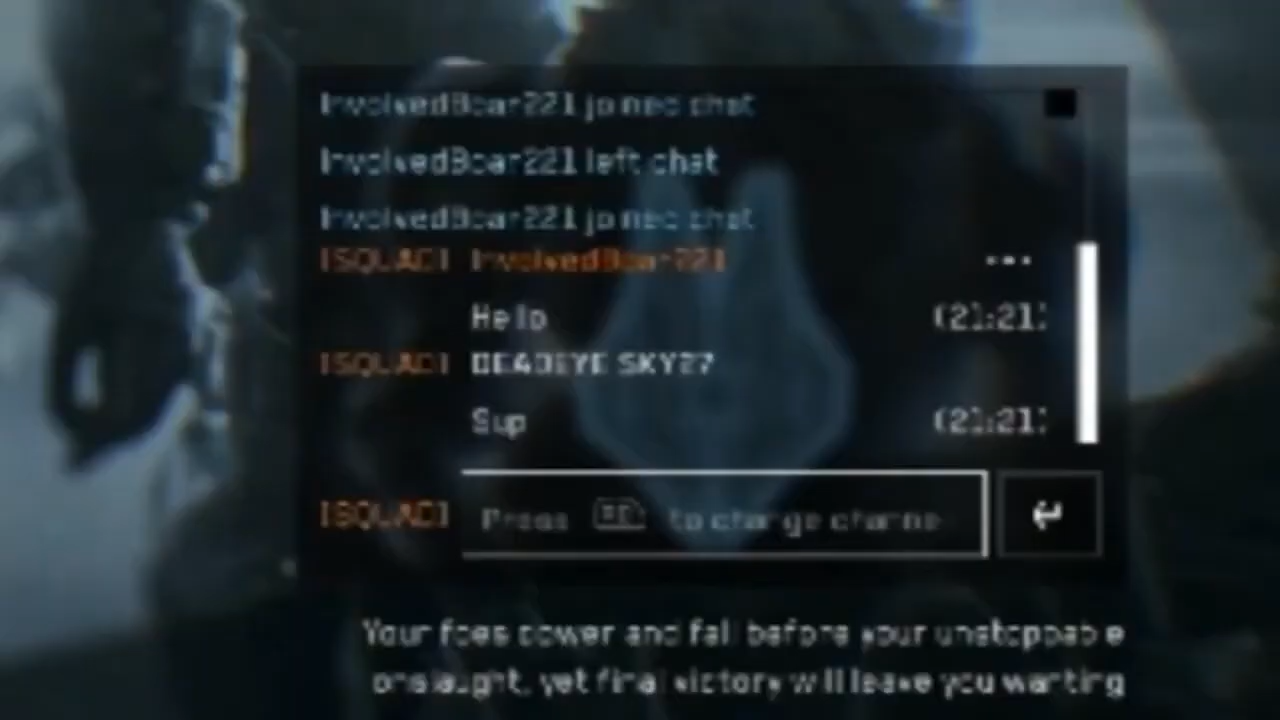 InvolvedBoar221 joined chat
InvolvedBoar221 left chat
InvolvedBoar221 joined chat
[SQUAD] InvolvedBoar221
Hello (21:21)
[SQUAD] DEADEYE SKY27
Sup (21:21)
[SQUAD] Press to change channel
Your foes cower and fall before your unstoppable
onslaught, yet final victory will leave you wanting